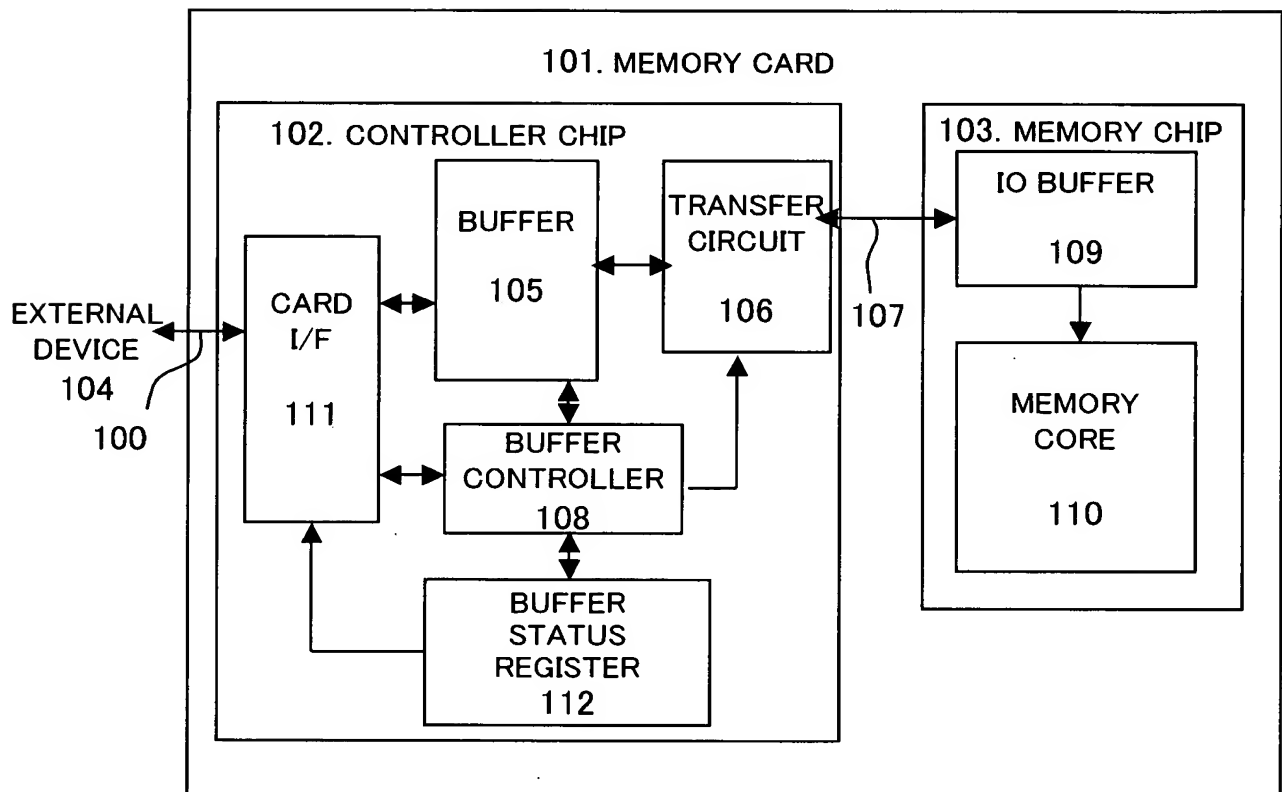 101. MEMORY CARD
102. CONTROLLER CHIP
103. MEMORY CHIP
BUFFER
105
TRANSFER
CIRCUIT
106
107
IO BUFFER
109
EXTERNAL
DEVICE
104
100
CARD
I/F
111
BUFFER
CONTROLLER
108
MEMORY
CORE
110
BUFFER
STATUS
REGISTER
112